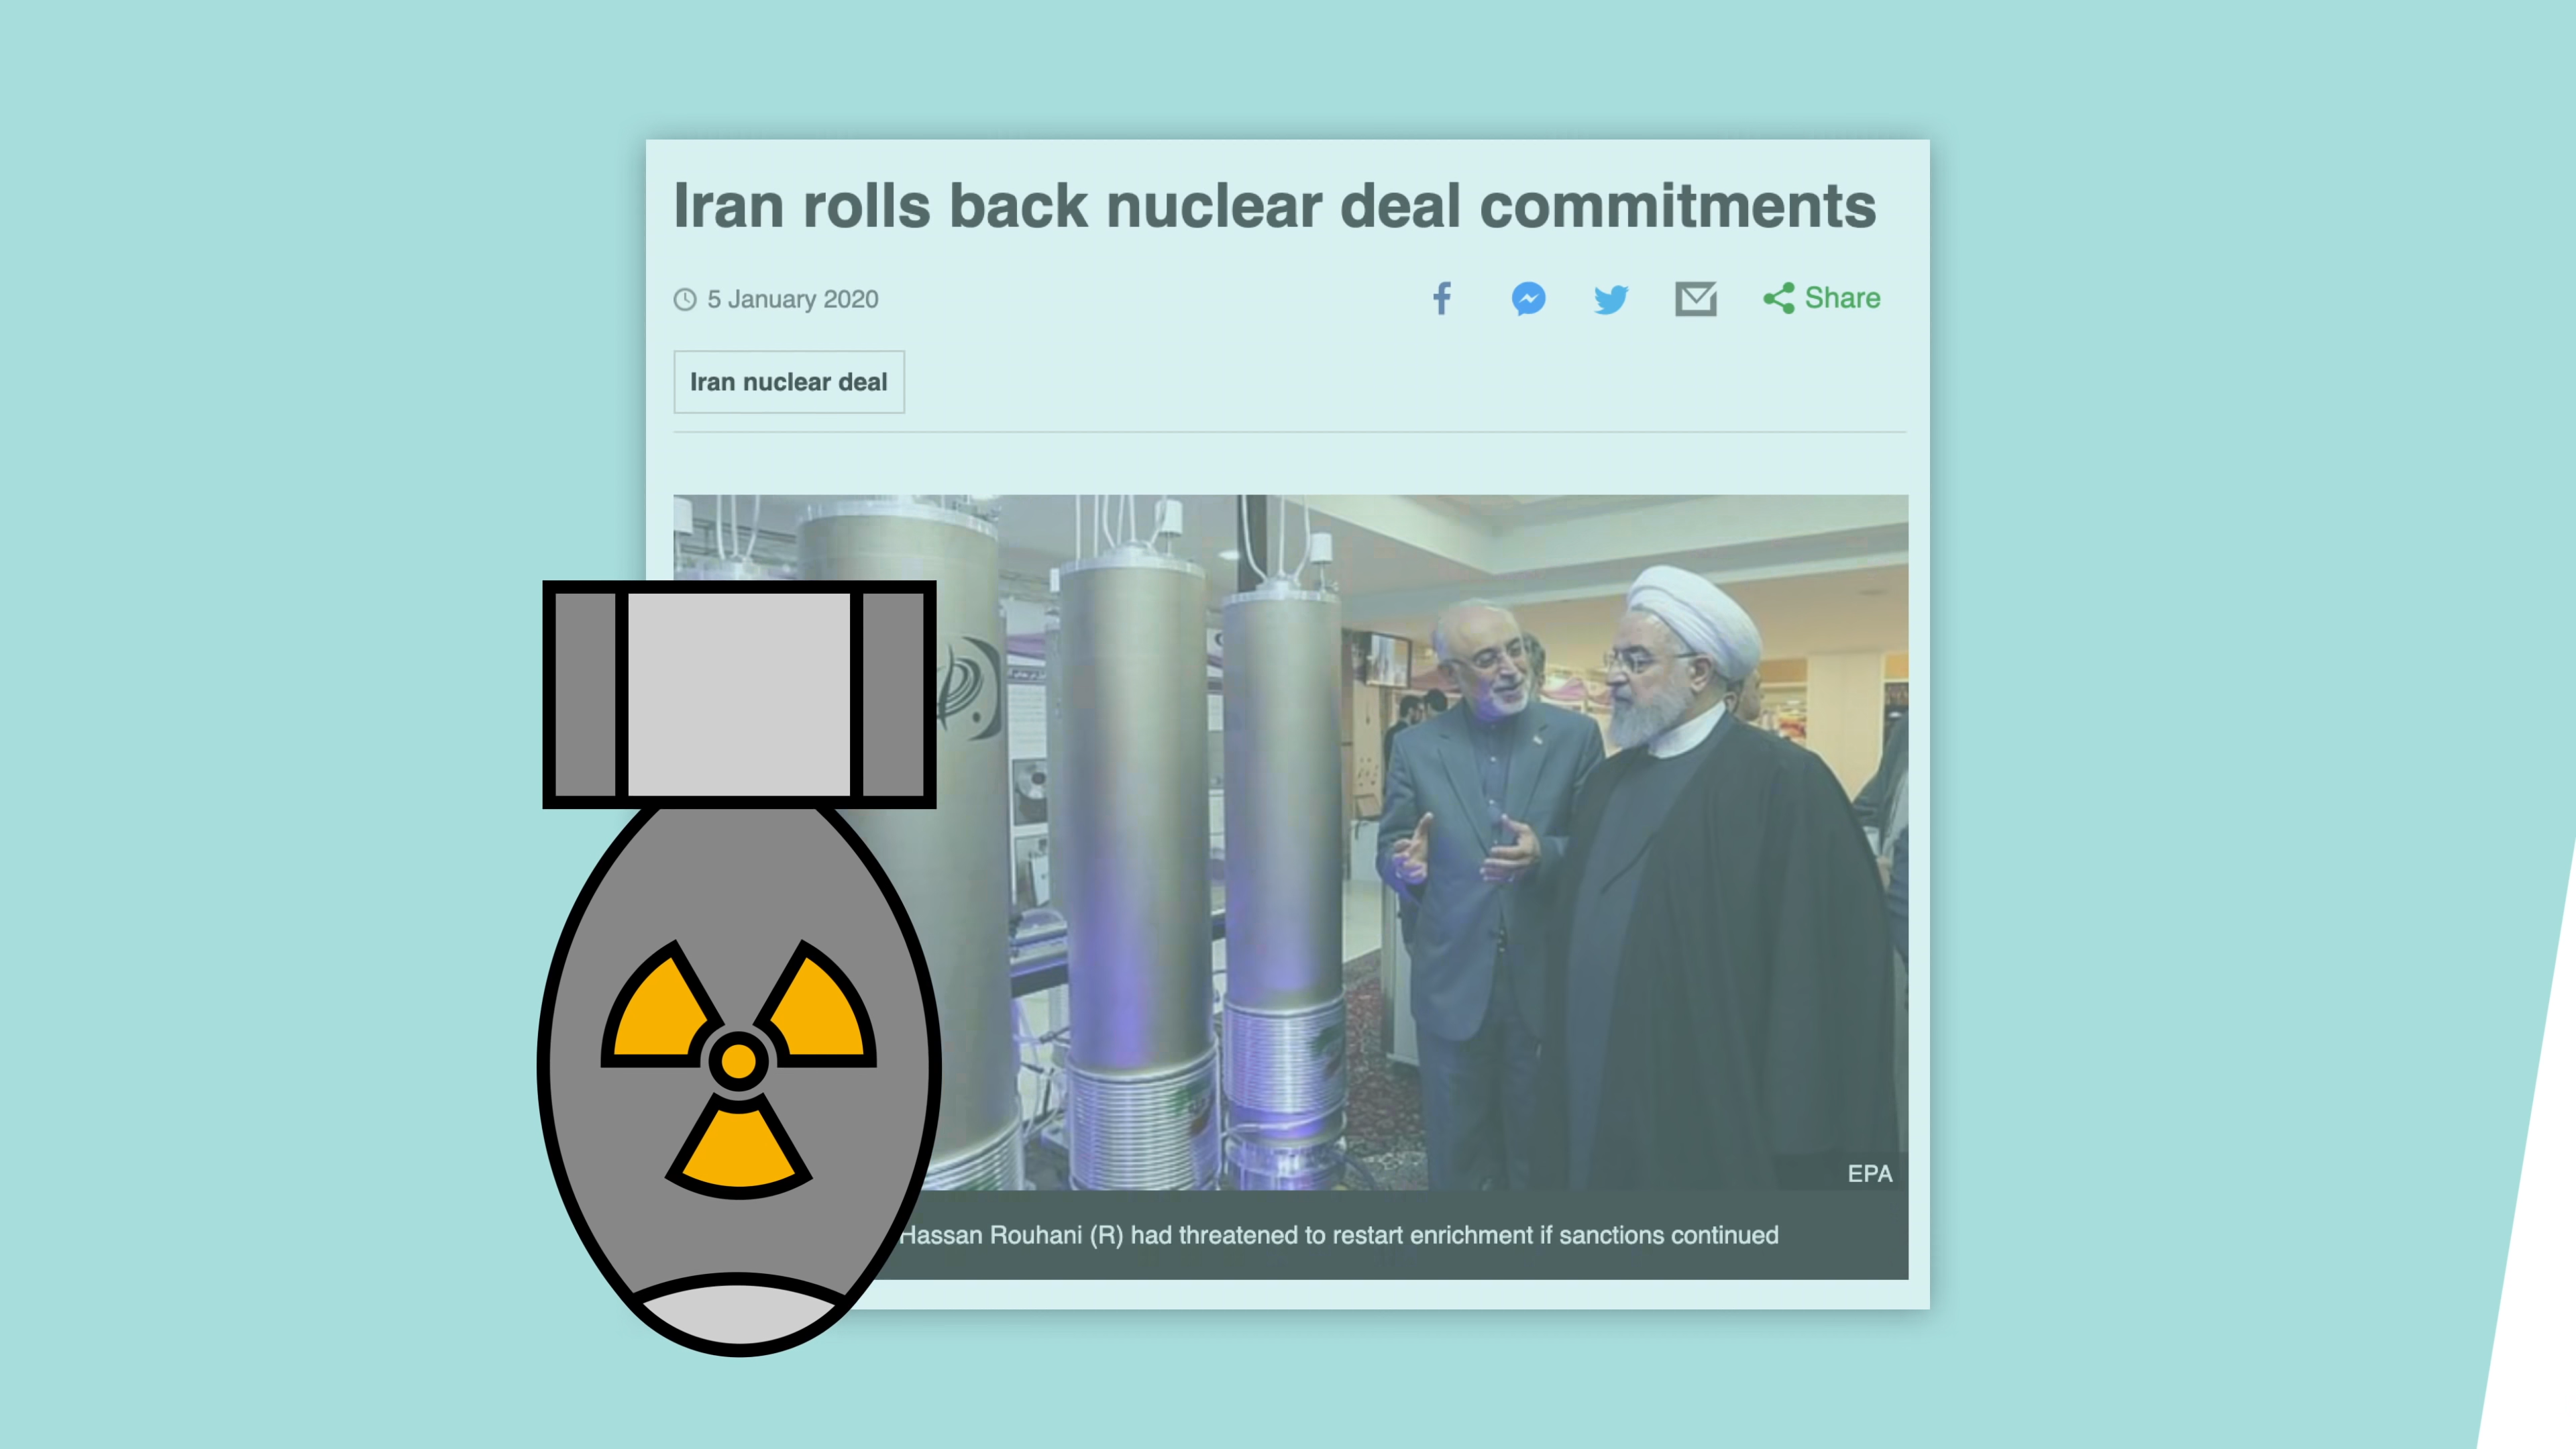 Iran rolls back nuclear deal commitments
5 January 2020
Share
Iran nuclear deal
EPA
Hassan Rouhani (R) had threatened to restart enrichment if sanctions continued